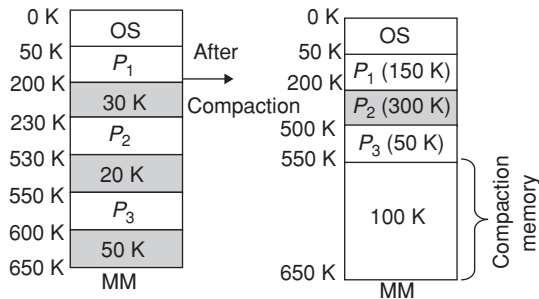 0 K
OS
50 K
P1
200 K
30 K
230 K
P2
530 K
20 K
550 K
P3
600 K
50 K
650 K
MM
After
Compaction
0 K
OS
50 K
P1 (150 K)
200 K
P2 (300 K)
500 K
P3 (50 K)
550 K
100 K
650 K
MM
Compaction
memory